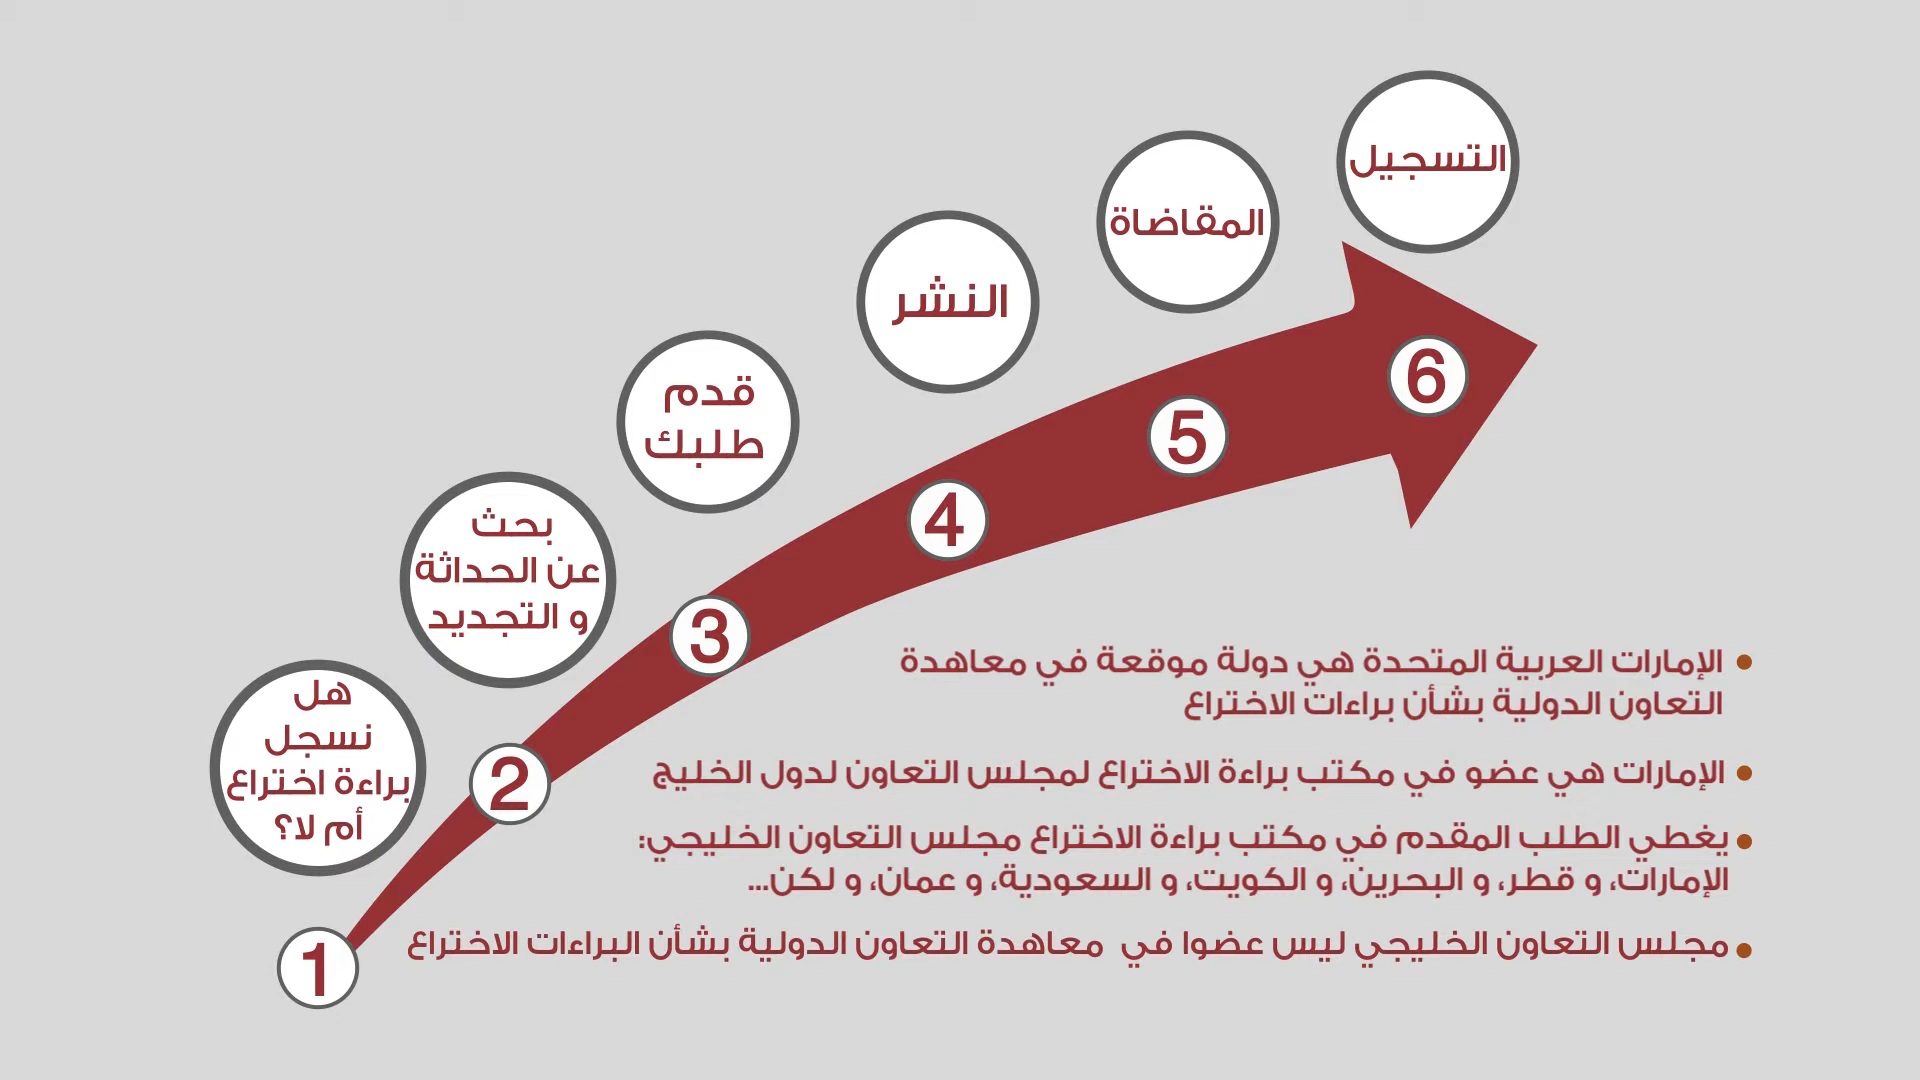 هل
نسجل
براءة اختراع
أم لا؟
1
بحث
عن الحداثة
و التجديد
2
قدم
طلبك
3
النشر
4
المقاضاة
5
التسجيل
6
الإمارات العربية المتحدة هي دولة موقعة في معاهدة
التعاون الدولية بشأن براءات الاختراع
الإمارات هي عضو في مكتب براءة الاختراع لمجلس التعاون لدول الخليج
يغطي الطلب المقدم في مكتب براءة الاختراع مجلس التعاون الخليجي:
الإمارات، و قطر، و البحرين، و الكويت، و السعودية، و عمان، و لكن...
مجلس التعاون الخليجي ليس عضوا في معاهدة التعاون الدولية بشأن البراءات الاختراع